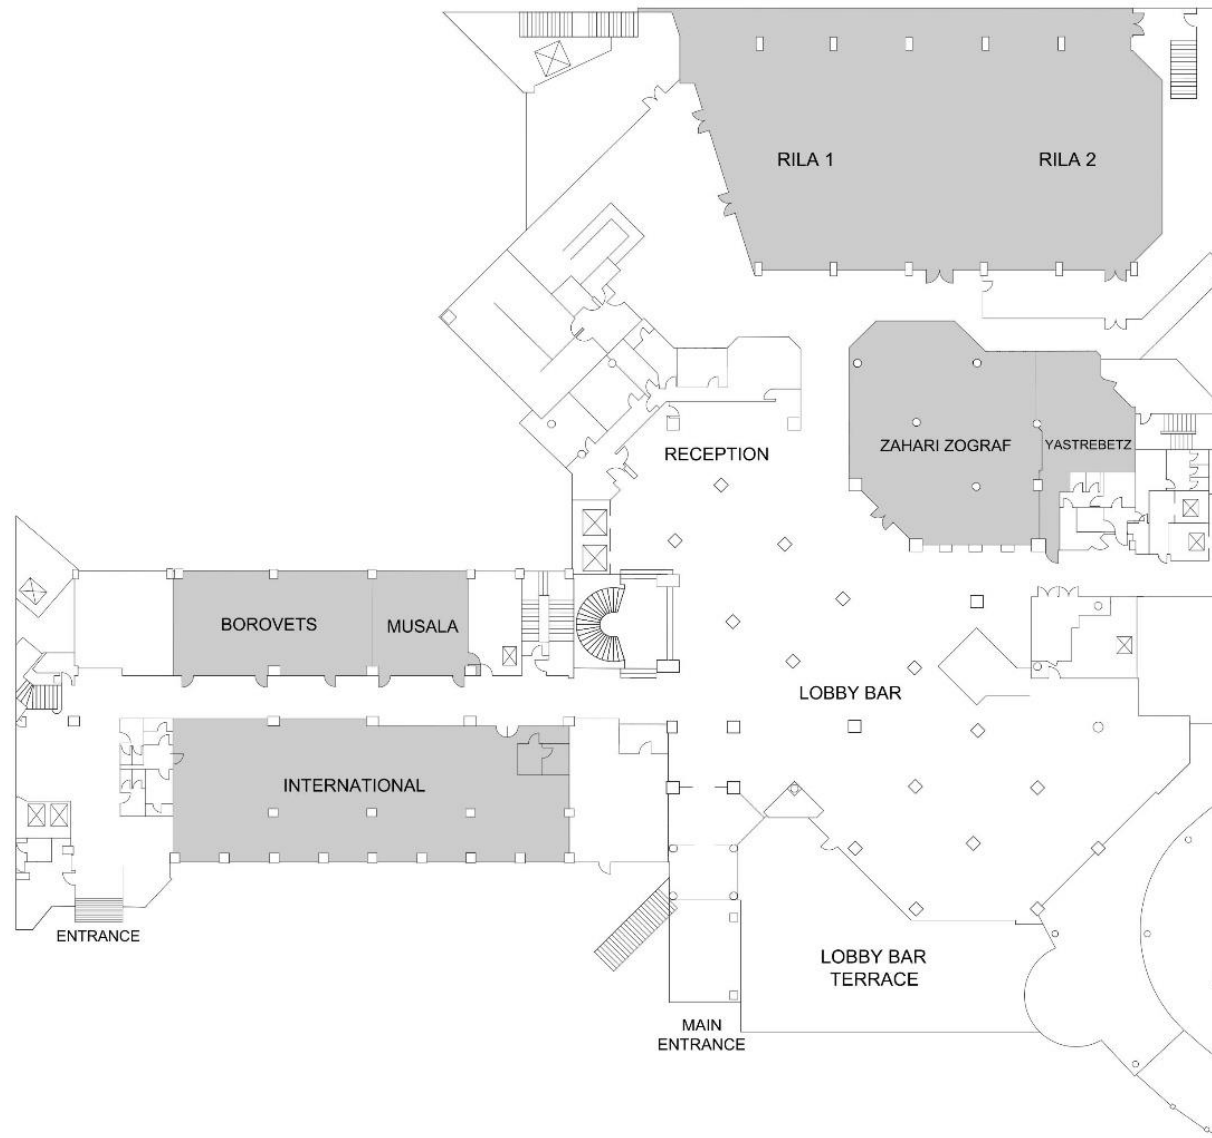 RILA 1
RILA 2
ZAHARI ZOGRAF
YASTREBETZ
RECEPTION
BOROVETS
MUSALA
LOBBY BAR
INTERNATIONAL
ENTRANCE
LOBBY BAR
TERRACE
MAIN
ENTRANCE